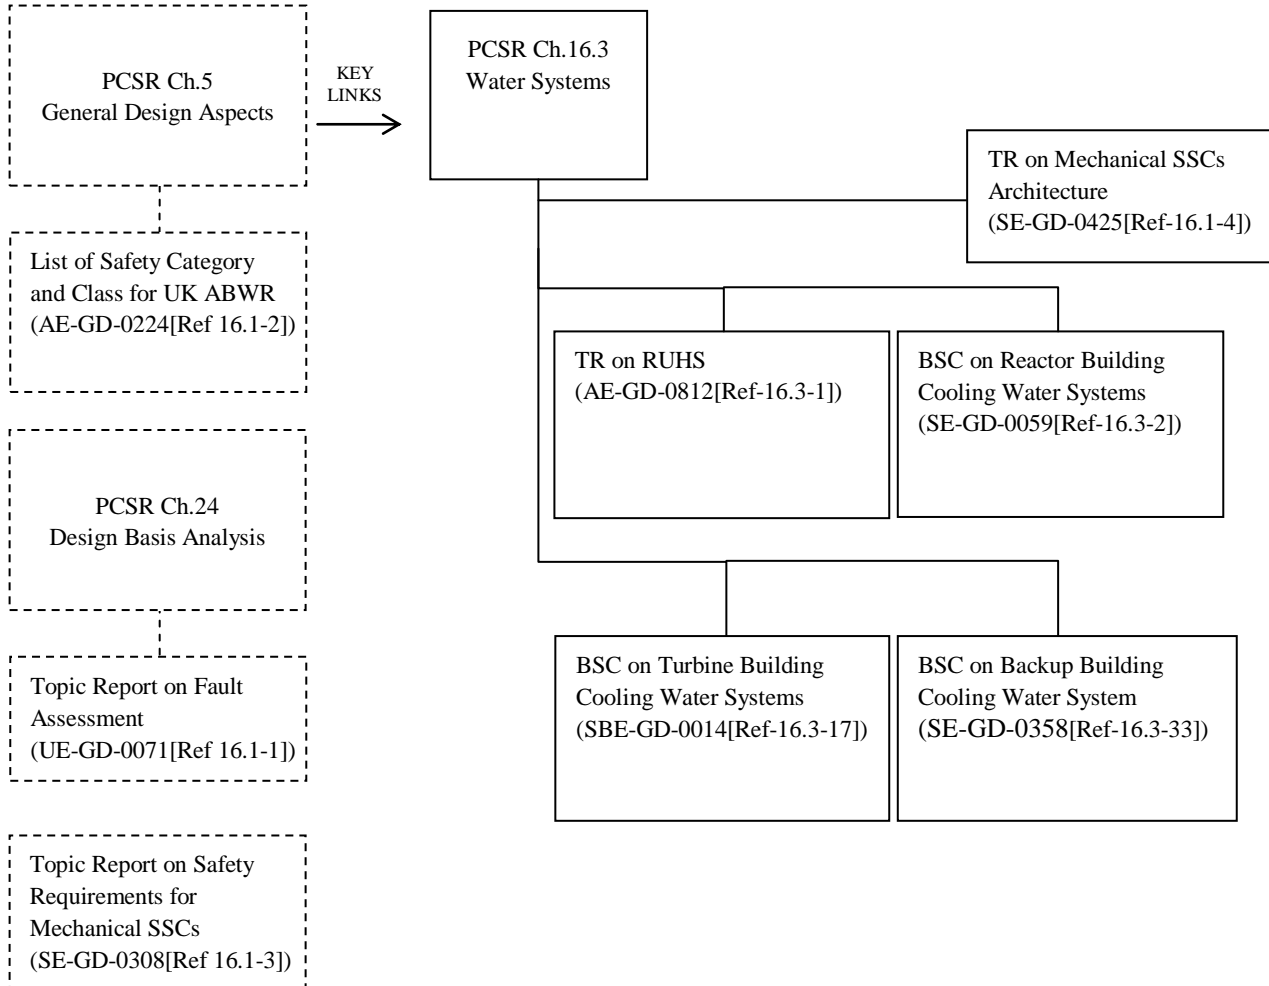 PCSR Ch.5
General Design Aspects
KEY
LINKS
PCSR Ch.16.3
Water Systems
TR on Mechanical SSCs
Architecture
(SE-GD-0425[Ref-16.1-4])
List of Safety Category
and Class for UK ABWR
(AE-GD-0224[Ref 16.1-2])
TR on RUHS
(AE-GD-0812[Ref-16.3-1])
BSC on Reactor Building
Cooling Water Systems
(SE-GD-0059[Ref-16.3-2])
PCSR Ch.24
Design Basis Analysis
Topic Report on Fault
Assessment
(UE-GD-0071[Ref 16.1-1])
BSC on Turbine Building
Cooling Water Systems
(SBE-GD-0014[Ref-16.3-17])
BSC on Backup Building
Cooling Water System
(SE-GD-0358[Ref-16.3-33])
Topic Report on Safety
Requirements for
Mechanical SSCs
(SE-GD-0308[Ref 16.1-3])